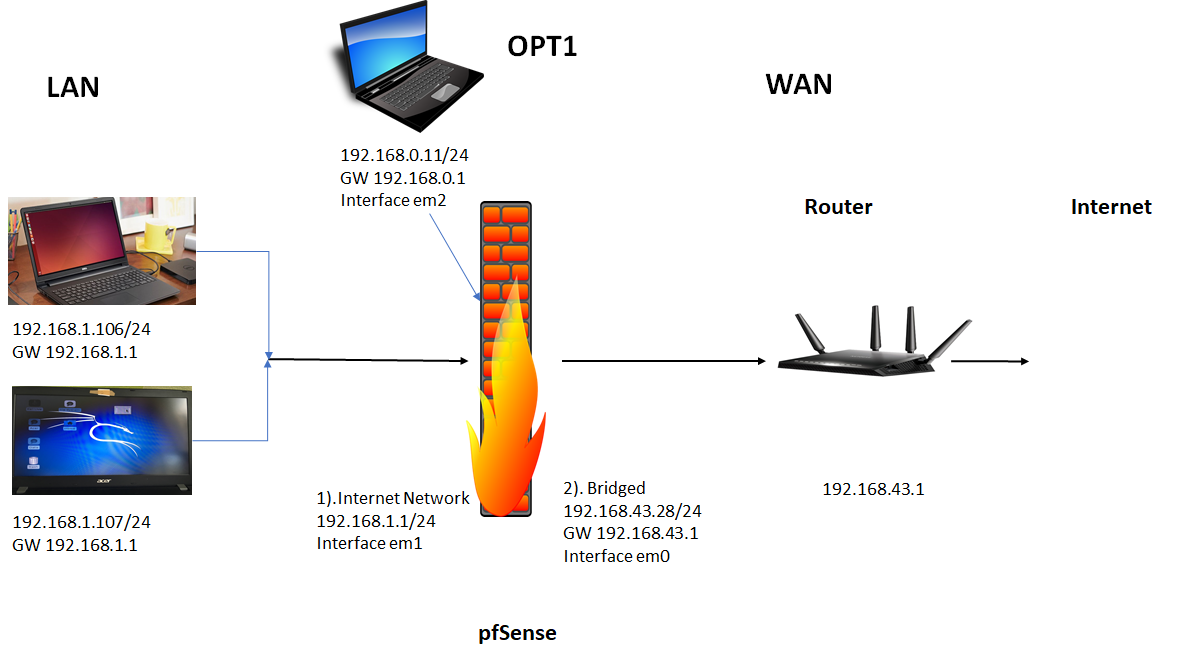 OPT1
LAN
WAN
192.168.0.11/24
GW 192.168.0.1
Interface em2
Router
Internet
192.168.1.106/24
GW 192.168.1.1
acer
192.168.1.107/24
GW 192.168.1.1
1).Internet Network
192.168.1.1/24
Interface em1
2). Bridged
192.168.43.28/24
GW 192.168.43.1
Interface em0
192.168.43.1
pfSense